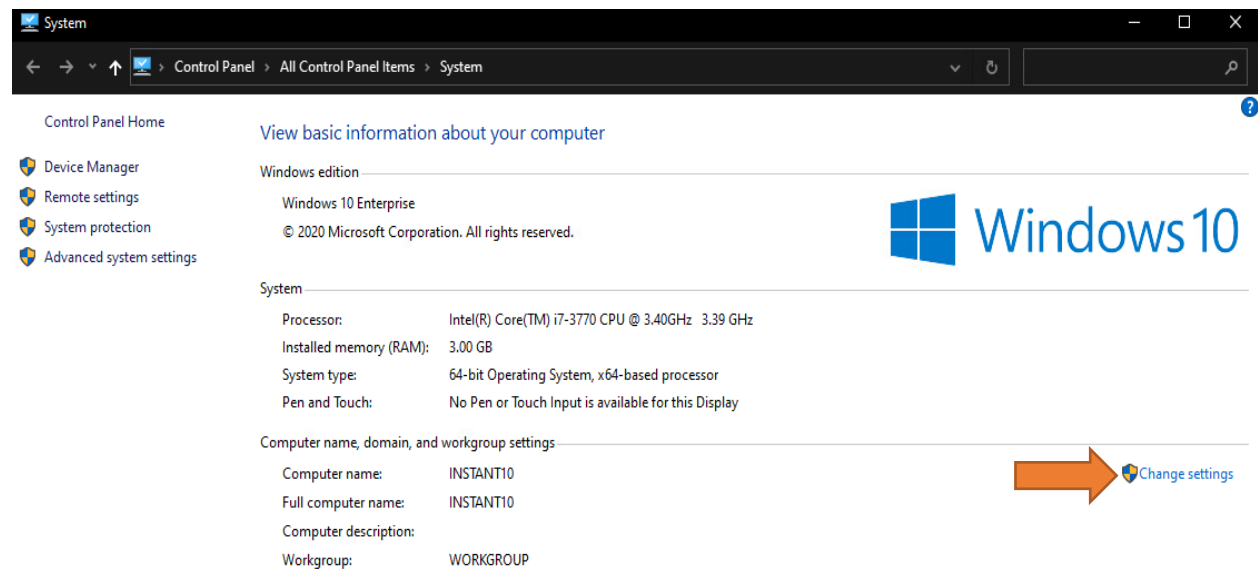 System
Control Panel > All Control Panel Items > System
Control Panel Home
Device Manager
Remote settings
System protection
Advanced system settings
View basic information about your computer
Windows edition
Windows 10 Enterprise
© 2020 Microsoft Corporation. All rights reserved.
Windows 10
System
Processor: Intel(R) Core(TM) i7-3770 CPU @ 3.40GHz 3.39 GHz
Installed memory (RAM): 3.00 GB
System type: 64-bit Operating System, x64-based processor
Pen and Touch: No Pen or Touch Input is available for this Display
Computer name, domain, and workgroup settings
Computer name: INSTANT10
Change settings
Full computer name: INSTANT10
Computer description:
Workgroup: WORKGROUP